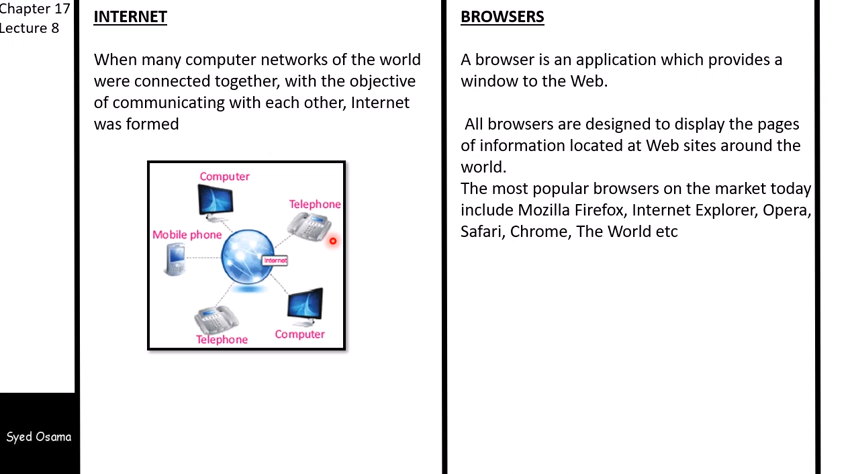 Chapter 17
Lecture 8
INTERNET
When many computer networks of the world
were connected together, with the objective
of communicating with each other, Internet
was formed
Computer
Telephone
Mobile phone
Internet
Telephone
Computer
BROWSERS
A browser is an application which provides a
window to the Web.
All browsers are designed to display the pages
of information located at Web sites around the
world.
The most popular browsers on the market today
include Mozilla Firefox, Internet Explorer, Opera,
Safari, Chrome, The World etc
Syed Osama